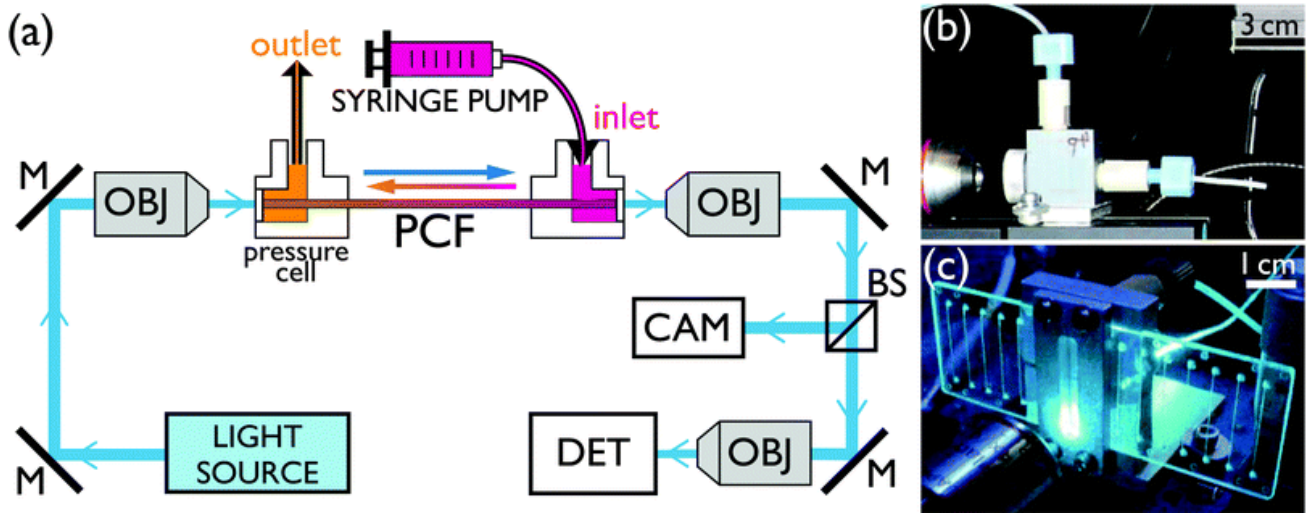 (a)
outlet
SYRINGE PUMP
inlet
M
OBJ
pressure
cell
PCF
OBJ
M
BS
CAM
LIGHT
SOURCE
M
DET
OBJ
M
(b)
3 cm
(c)
1 cm